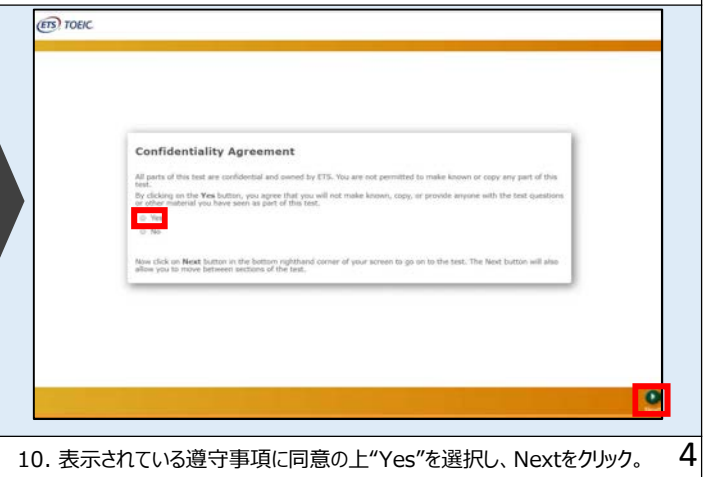 ETS TOEIC
Confidentiality Agreement
All parts of this test are confidential and owned by ETS. You are not permitted to make known or copy any part of this
test.
By clicking on the Yes button, you agree that you will not make known, copy, or provide anyone with the test questions
or other material you have seen as part of this test.
Yes
No
Now click on Next button in the bottom righthand corner of your screen to go on to the test. The Next button will also
allow you to move between sections of the test.
10. 表示されている遵守事項に同意の上“Yes”を選択し、Nextをクリック。
4